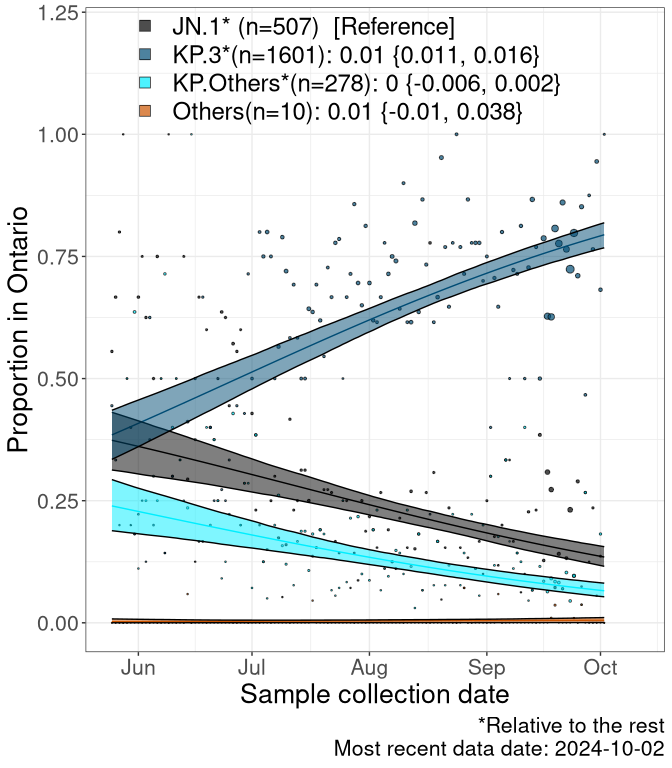 JN.1* (n=507)  [Reference]
KP.3*(n=1601): 0.01 {0.011, 0.016}
KP.Others*(n=278): 0 {-0.006, 0.002}
Others(n=10): 0.01 {-0.01, 0.038}
1.25
1.00
0.75
0.50
0.25
0.00
Proportion in Ontario
Jun Jul Aug Sep Oct
Sample collection date
*Relative to the rest
Most recent data date: 2024-10-02